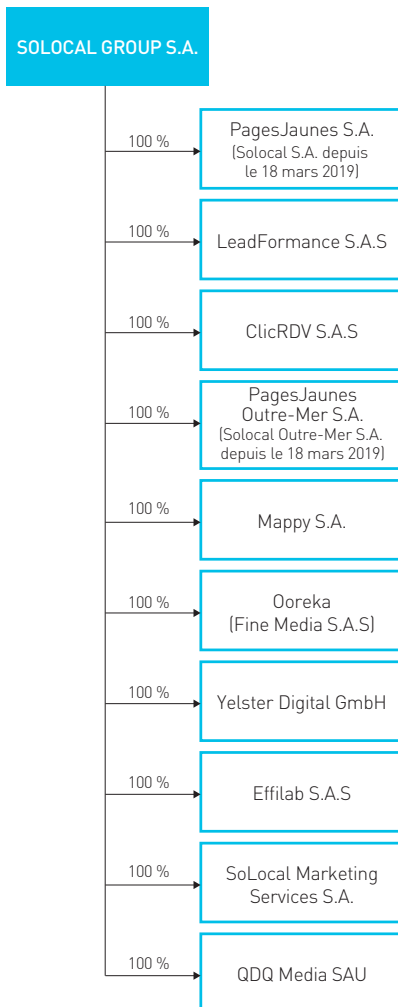 SOLOCAL GROUP S.A.
100 %
PagesJaunes S.A.
(Solocal S.A. depuis
le 18 mars 2019)
100 %
LeadFormance S.A.S
100 %
ClicRDV S.A.S
100 %
PagesJaunes
Outre-Mer S.A.
(Solocal Outre-Mer S.A.
depuis le 18 mars 2019)
100 %
Mappy S.A.
100 %
Ooreka
(Fine Media S.A.S)
100 %
Yelster Digital GmbH
100 %
Effilab S.A.S
100 %
SoLocal Marketing
Services S.A.
100 %
QDQ Media SAU